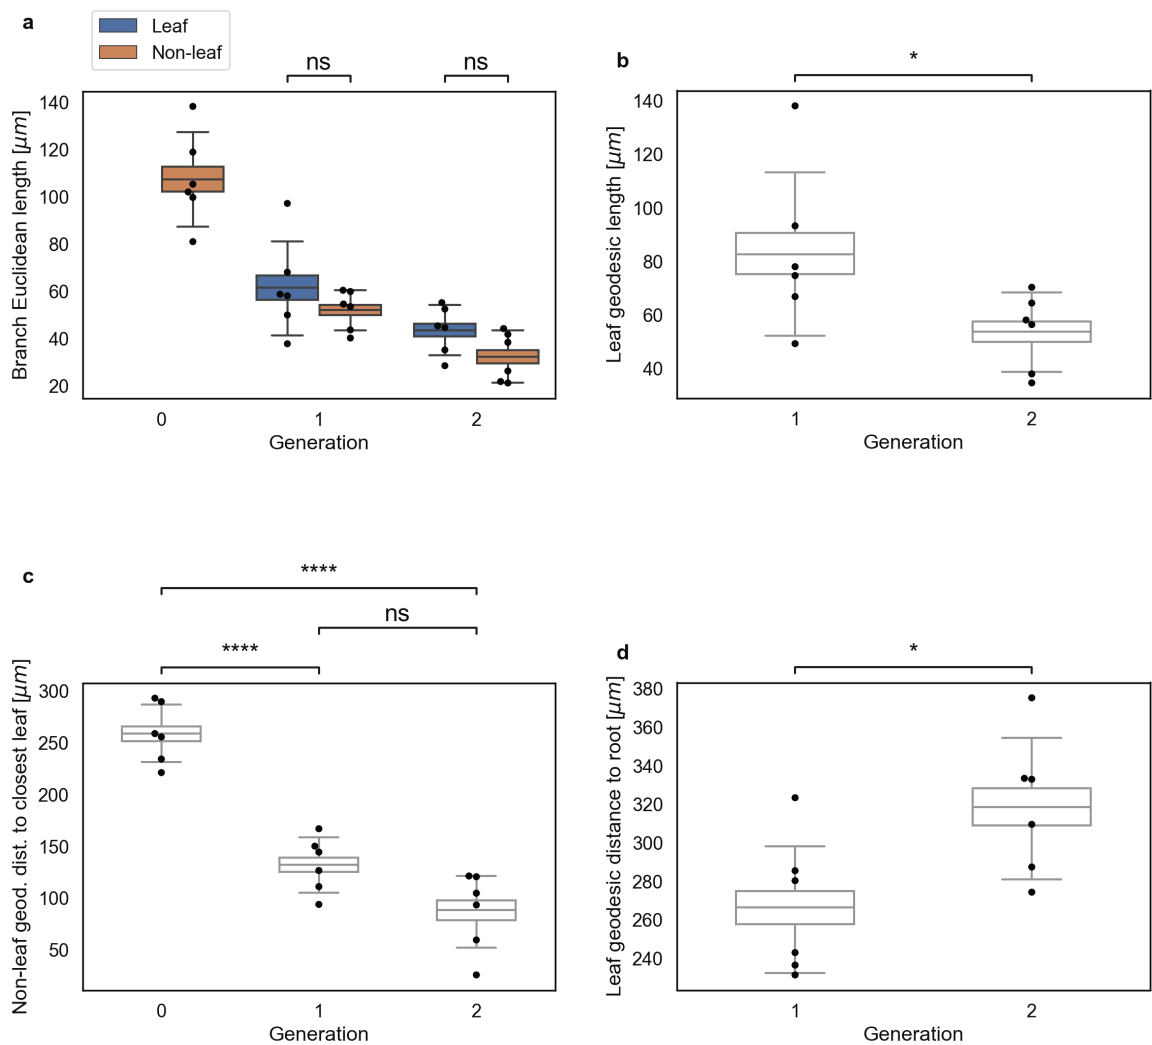 a
Leaf
Non-leaf
ns
ns
Branch Euclidean length [μm]
140
120
100
80
60
40
20
0
1
2
Generation
b
*
Leaf geodesic length [μm]
140
120
100
80
60
40
1
2
Generation
c
****
ns
****
Non-leaf geod. dist. to closest leaf [μm]
300
250
200
150
100
50
0
1
2
Generation
d
*
Leaf geodesic distance to root [μm]
380
360
340
320
300
280
260
240
1
2
Generation